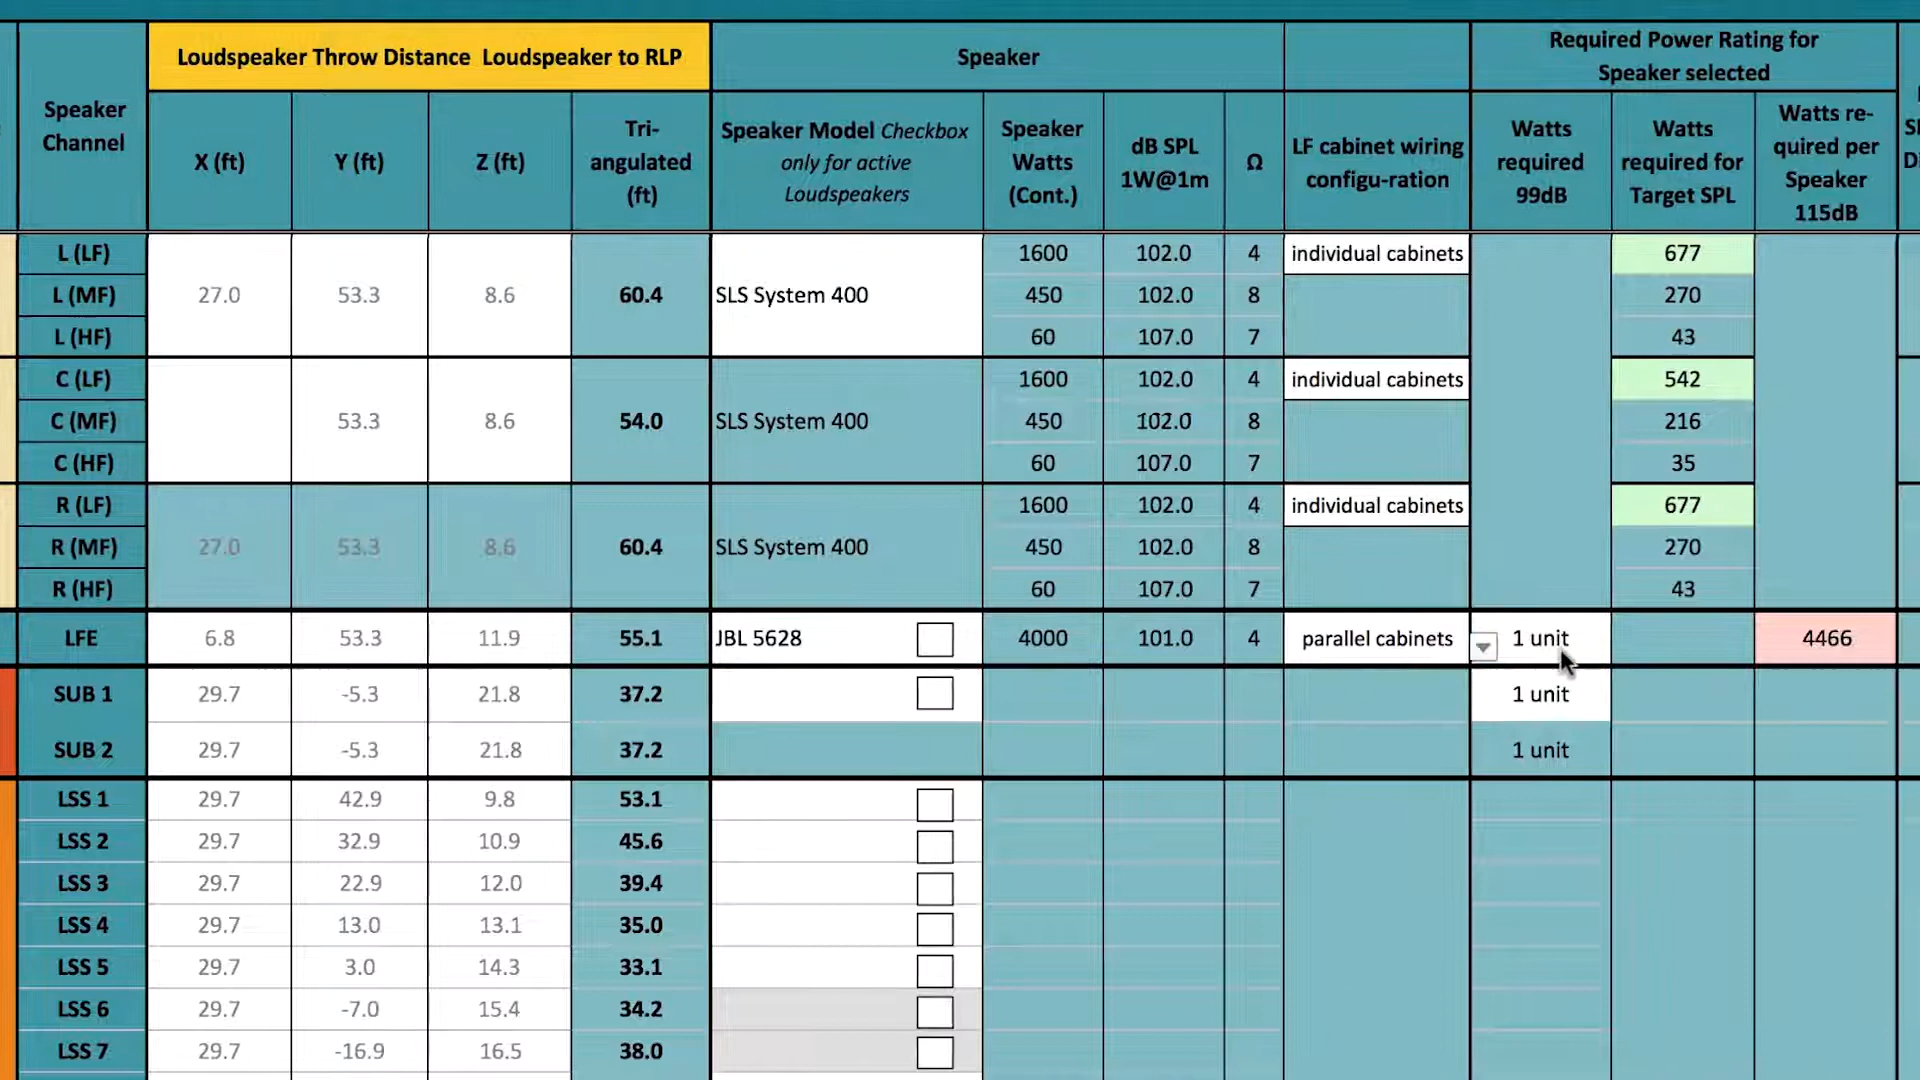 Loudspeaker Throw Distance Loudspeaker to RLP
Speaker
Required Power Rating for
Speaker selected
Speaker
Channel
X (ft)
Y (ft)
Z (ft)
Tri-
angulated
(ft)
Speaker Model Checkbox
only for active
Loudspeakers
Speaker
Watts
(Cont.)
dB SPL
1W@1m
Ω
LF cabinet wiring
configu-ration
Watts
required
99dB
Watts
required for
Target SPL
Watts re-
quired per
Speaker
115dB
L (LF) 1600 102.0 4 individual cabinets 677
L (MF) 27.0 53.3 8.6 60.4 SLS System 400 450 102.0 8 270
L (HF) 60 107.0 7 43
C (LF) 1600 102.0 4 individual cabinets 542
C (MF) 53.3 8.6 54.0 SLS System 400 450 102.0 8 216
C (HF) 60 107.0 7 35
R (LF) 1600 102.0 4 individual cabinets 677
R (MF) 27.0 53.3 8.6 60.4 SLS System 400 450 102.0 8 270
R (HF) 60 107.0 7 43
LFE 6.8 53.3 11.9 55.1 JBL 5628 4000 101.0 4 parallel cabinets 1 unit 4466
SUB 1 29.7 -5.3 21.8 37.2 1 unit
SUB 2 29.7 -5.3 21.8 37.2 1 unit
LSS 1 29.7 42.9 9.8 53.1
LSS 2 29.7 32.9 10.9 45.6
LSS 3 29.7 22.9 12.0 39.4
LSS 4 29.7 13.0 13.1 35.0
LSS 5 29.7 3.0 14.3 33.1
LSS 6 29.7 -7.0 15.4 34.2
LSS 7 29.7 -16.9 16.5 38.0